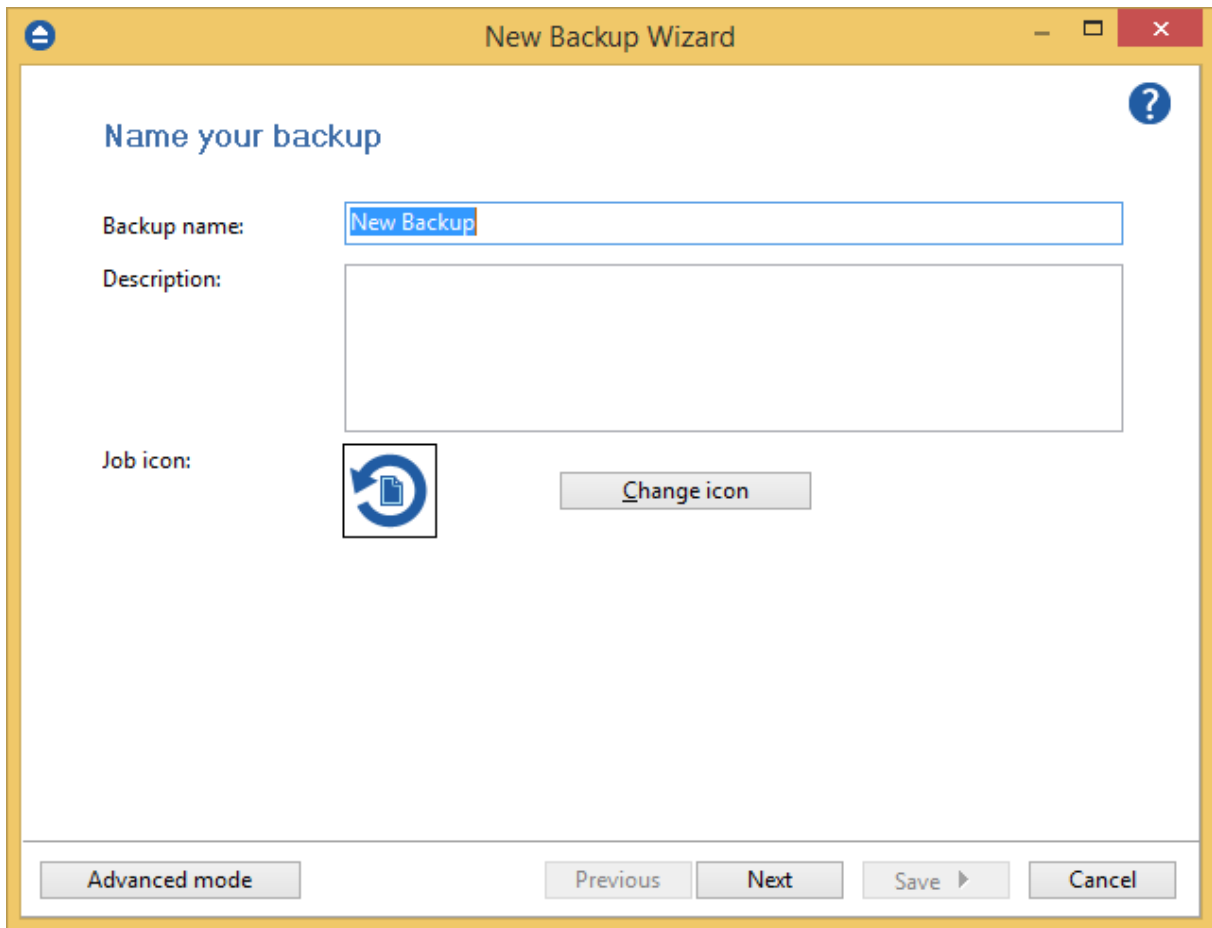 New Backup Wizard
?
Name your backup
Backup name: New Backup
Description:
Job icon: Change icon
Advanced mode Previous Next Save Cancel